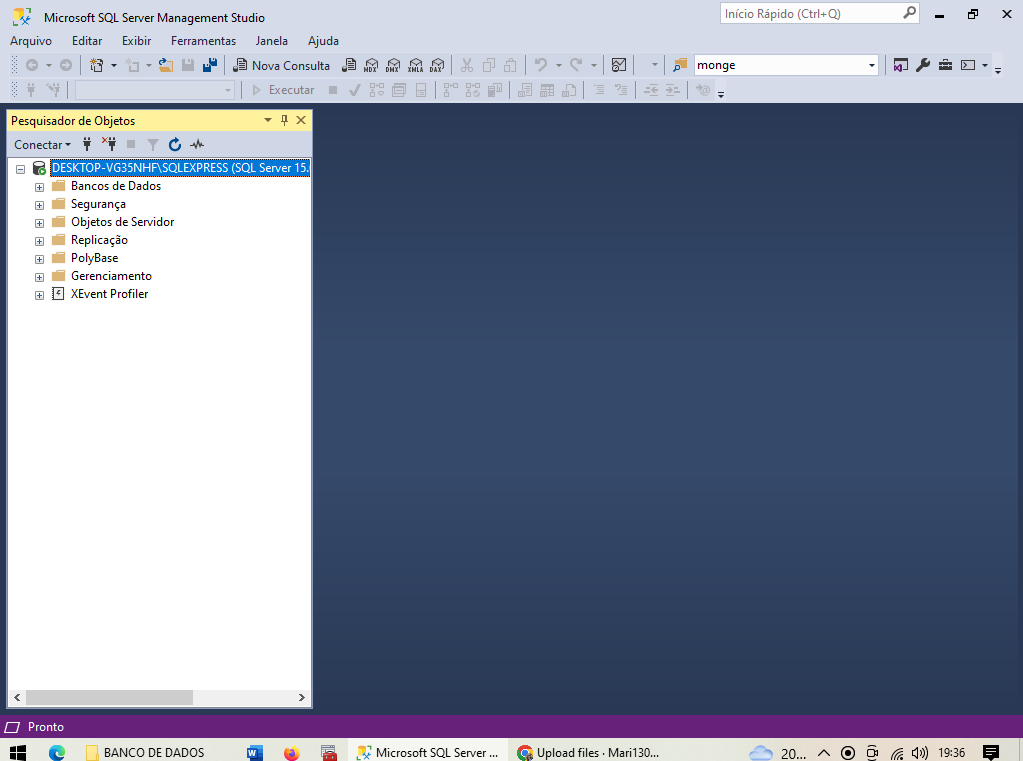 Microsoft SQL Server Management Studio
Início Rápido (Ctrl+Q)
Arquivo Editar Exibir Ferramentas Janela Ajuda
Nova Consulta MDX DMX XMLA DAX monge
Executar
Pesquisador de Objetos
Conectar
DESKTOP-VG35NHF\SQLEXPRESS (SQL Server 15.
Bancos de Dados
Segurança
Objetos de Servidor
Replicação
PolyBase
Gerenciamento
XEvent Profiler
Pronto
BANCO DE DADOS Microsoft SQL Server ... Upload files · Mari130... 20... 19:36